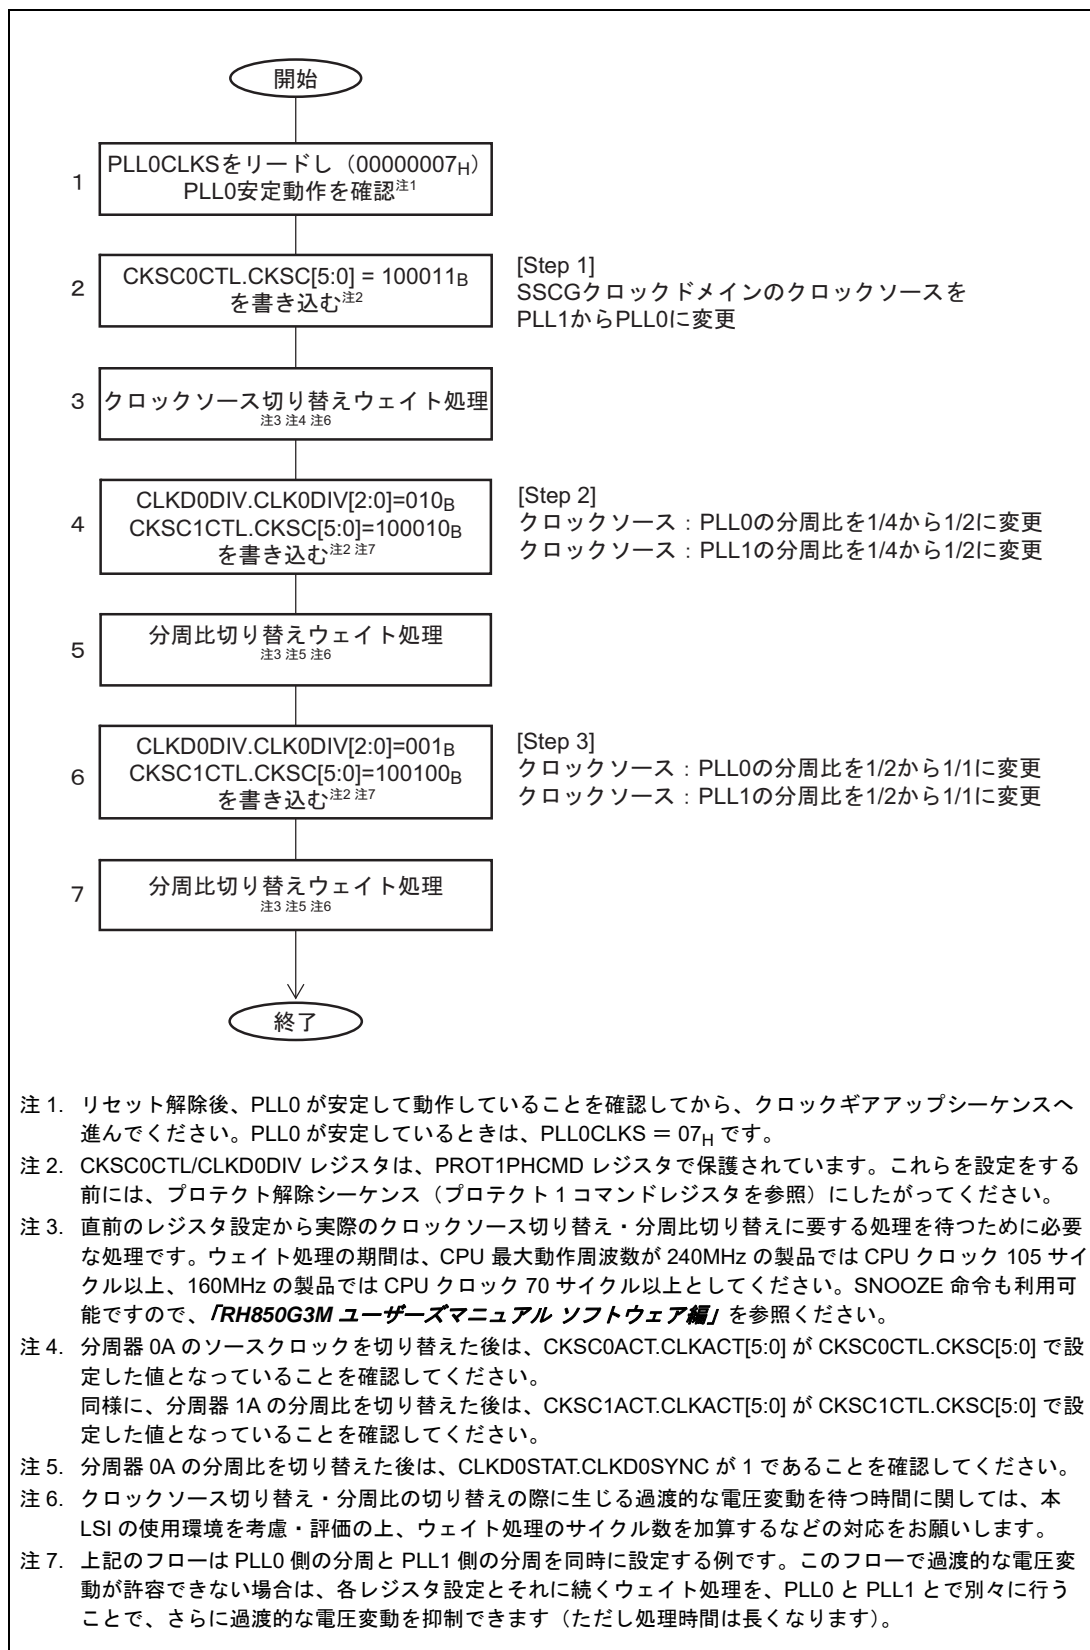 開始
1
PLL0CLKSをリードし（00000007H）
PLL0安定動作を確認注1
2
CKSC0CTL.CKSC[5:0] = 100011B
を書き込む注2
[Step 1]
SSCGクロックドメインのクロックソースを
PLL1からPLL0に変更
3
クロックソース切り替えウェイト処理
注3 注4 注6
4
CLKD0DIV.CLK0DIV[2:0]=010B
CKSC1CTL.CKSC[5:0]=100010B
を書き込む注2 注7
[Step 2]
クロックソース：PLL0の分周比を1/4から1/2に変更
クロックソース：PLL1の分周比を1/4から1/2に変更
5
分周比切り替えウェイト処理
注3 注5 注6
6
CLKD0DIV.CLK0DIV[2:0]=001B
CKSC1CTL.CKSC[5:0]=100100B
を書き込む注2 注7
[Step 3]
クロックソース：PLL0の分周比を1/2から1/1に変更
クロックソース：PLL1の分周比を1/2から1/1に変更
7
分周比切り替えウェイト処理
注3 注5 注6
終了
注 1. リセット解除後、PLL0 が安定して動作していることを確認してから、クロックギアアップシーケンスへ
進んでください。PLL0 が安定しているときは、PLL0CLKS ＝ 07H です。
注 2. CKSC0CTL/CLKD0DIV レジスタは、PROT1PHCMD レジスタで保護されています。これらを設定をする
前には、プロテクト解除シーケンス（プロテクト 1 コマンドレジスタを参照）にしたがってください。
注 3. 直前のレジスタ設定から実際のクロックソース切り替え・分周比切り替えに要する処理を待つために必要
な処理です。ウェイト処理の期間は、CPU 最大動作周波数が 240MHz の製品では CPU クロック 105 サイ
クル以上、160MHz の製品では CPU クロック 70 サイクル以上としてください。SNOOZE 命令も利用可
能ですので、「RH850G3M ユーザーズマニュアル ソフトウェア編」を参照ください。
注 4. 分周器 0A のソースクロックを切り替えた後は、CKSC0ACT.CLKACT[5:0] が CKSC0CTL.CKSC[5:0] で設
定した値となっていることを確認してください。
同様に、分周器 1A の分周比を切り替えた後は、CKSC1ACT.CLKACT[5:0] が CKSC1CTL.CKSC[5:0] で設
定した値となっていることを確認してください。
注 5. 分周器 0A の分周比を切り替えた後は、CLKD0STAT.CLKD0SYNC が 1 であることを確認してください。
注 6. クロックソース切り替え・分周比の切り替えの際に生じる過渡的な電圧変動を待つ時間に関しては、本
LSI の使用環境を考慮・評価の上、ウェイト処理のサイクル数を加算するなどの対応をお願いします。
注 7. 上記のフローは PLL0 側の分周と PLL1 側の分周を同時に設定する例です。このフローで過渡的な電圧変
動が許容できない場合は、各レジスタ設定とそれに続くウェイト処理を、PLL0 と PLL1 とで別々に行う
ことで、さらに過渡的な電圧変動を抑制できます（ただし処理時間は長くなります）。